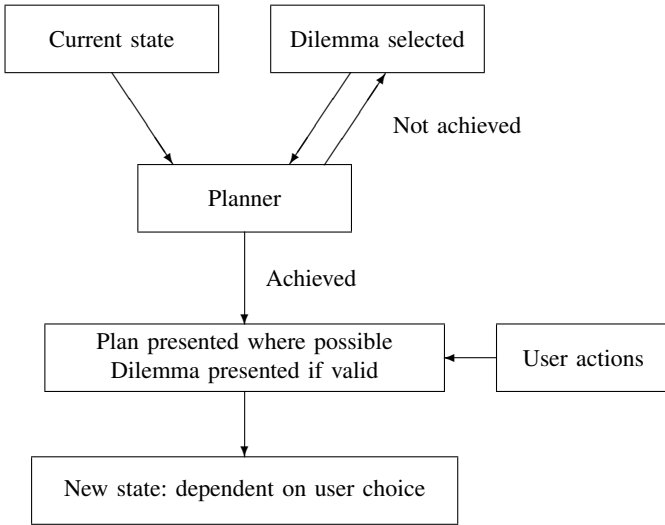 Current state
Dilemma selected
Not achieved
Planner
Achieved
Plan presented where possible
Dilemma presented if valid
User actions
New state: dependent on user choice